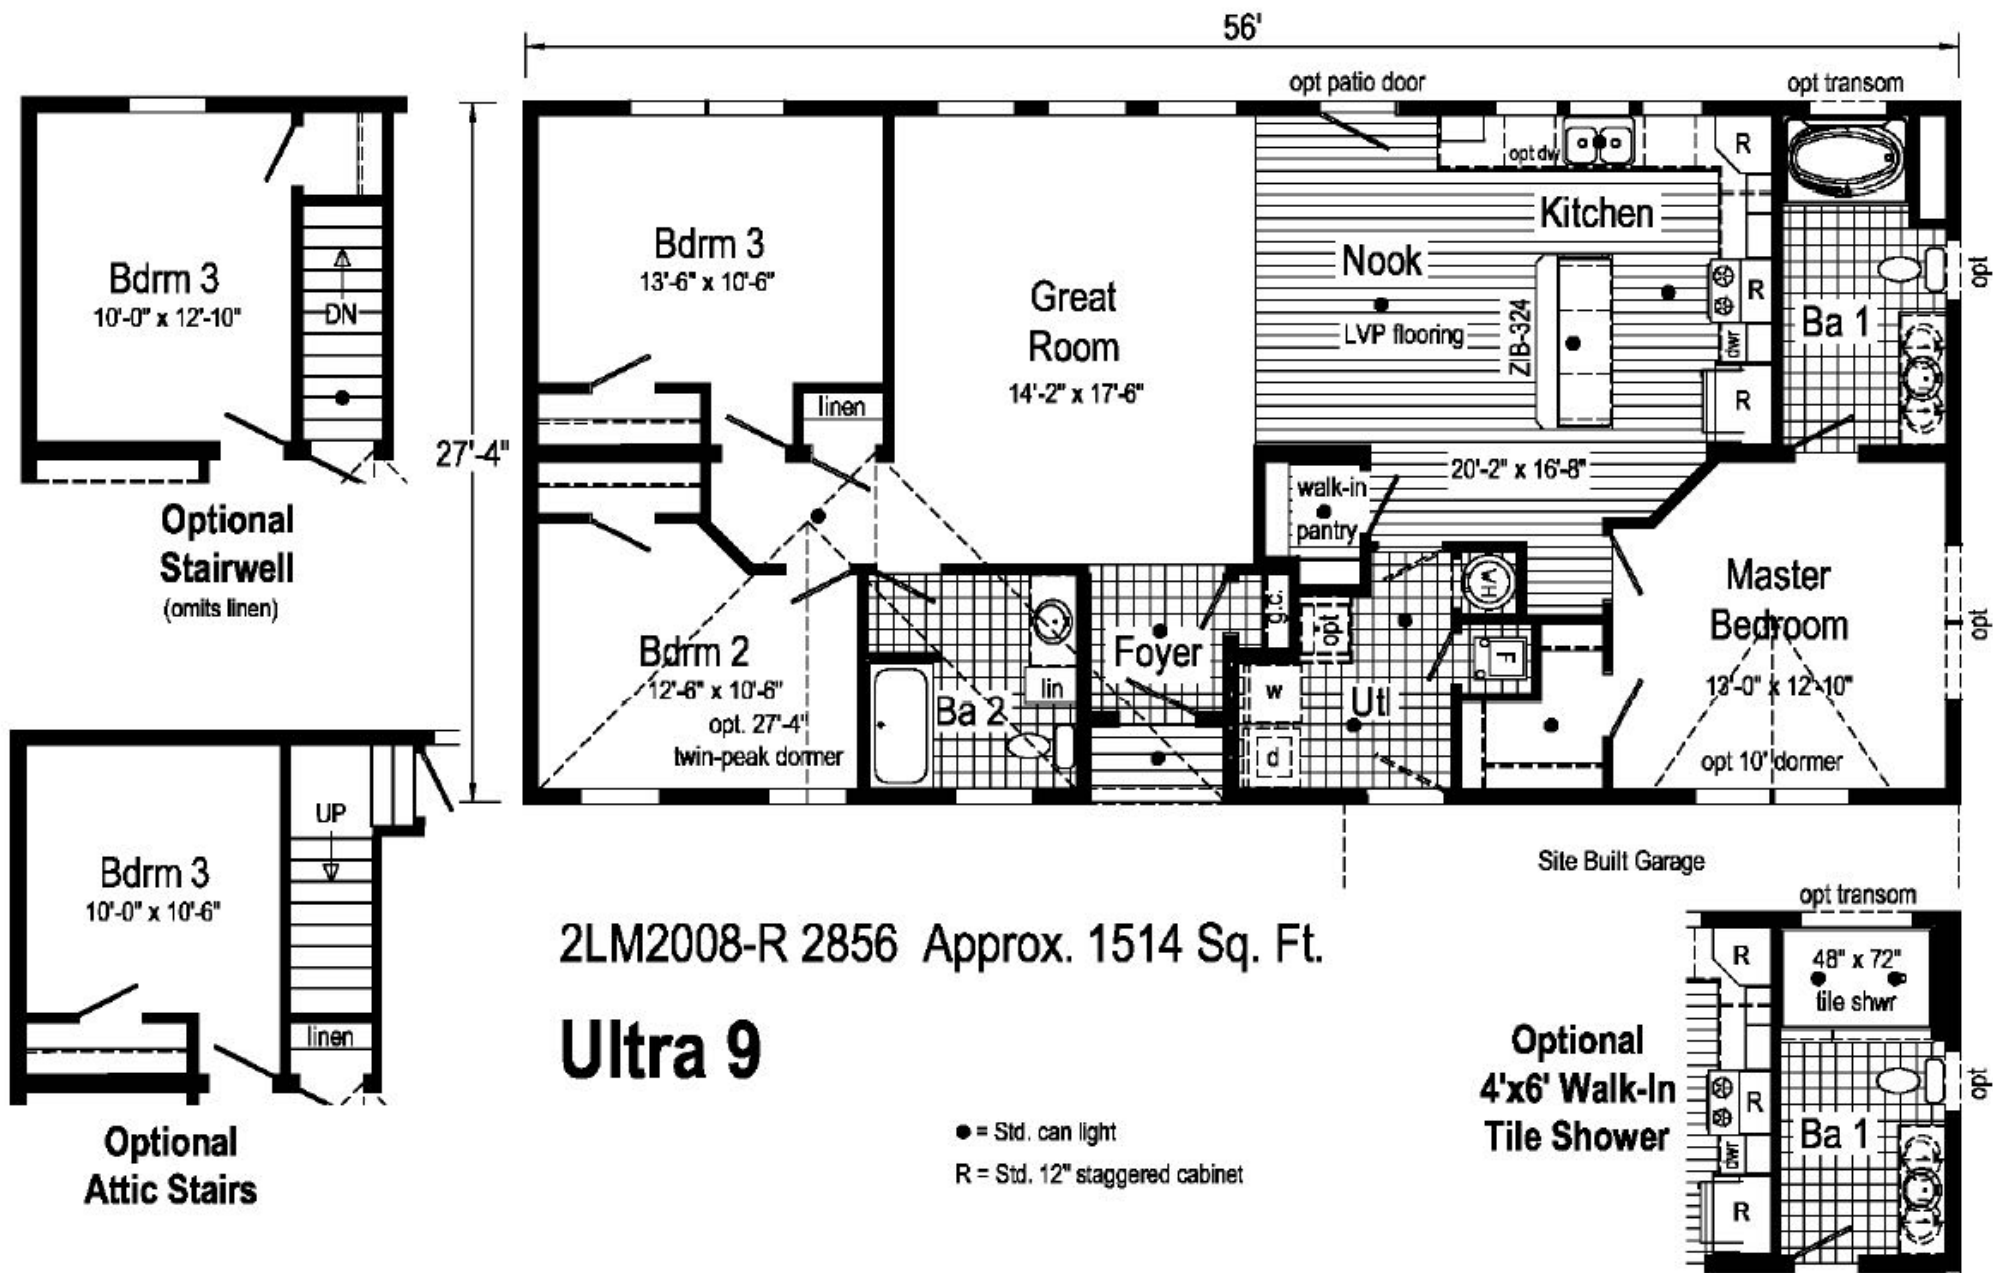 56'
opt patio door
opt transom
27'-4"
Bdrm 3
10'-0" x 12'-10"
DN
Optional
Stairwell
(omits linen)
Bdrm 3
13'-6" x 10'-6"
linen
Great
Room
14'-2" x 17'-6"
opt dw
R
Kitchen
Nook
LVP flooring
ZIB-324
R
dwr
R
20'-2" x 16'-8"
Ba 1
opt
walk-in
pantry
WH
F
Master
Bedroom
13'-0" x 12'-10"
opt 10' dormer
opt
Bdrm 2
12'-6" x 10'-6"
opt. 27'-4"
twin-peak dormer
Ba 2
lin
Foyer
g.c.
opt
w
d
Utl
Site Built Garage
UP
Bdrm 3
10'-0" x 10'-6"
linen
Optional
Attic Stairs
2LM2008-R 2856 Approx. 1514 Sq. Ft.
Ultra 9
● = Std. can light
R = Std. 12" staggered cabinet
Optional
4'x6' Walk-In
Tile Shower
opt transom
R
48" x 72"
tile shwr
R
dwr
R
Ba 1
opt